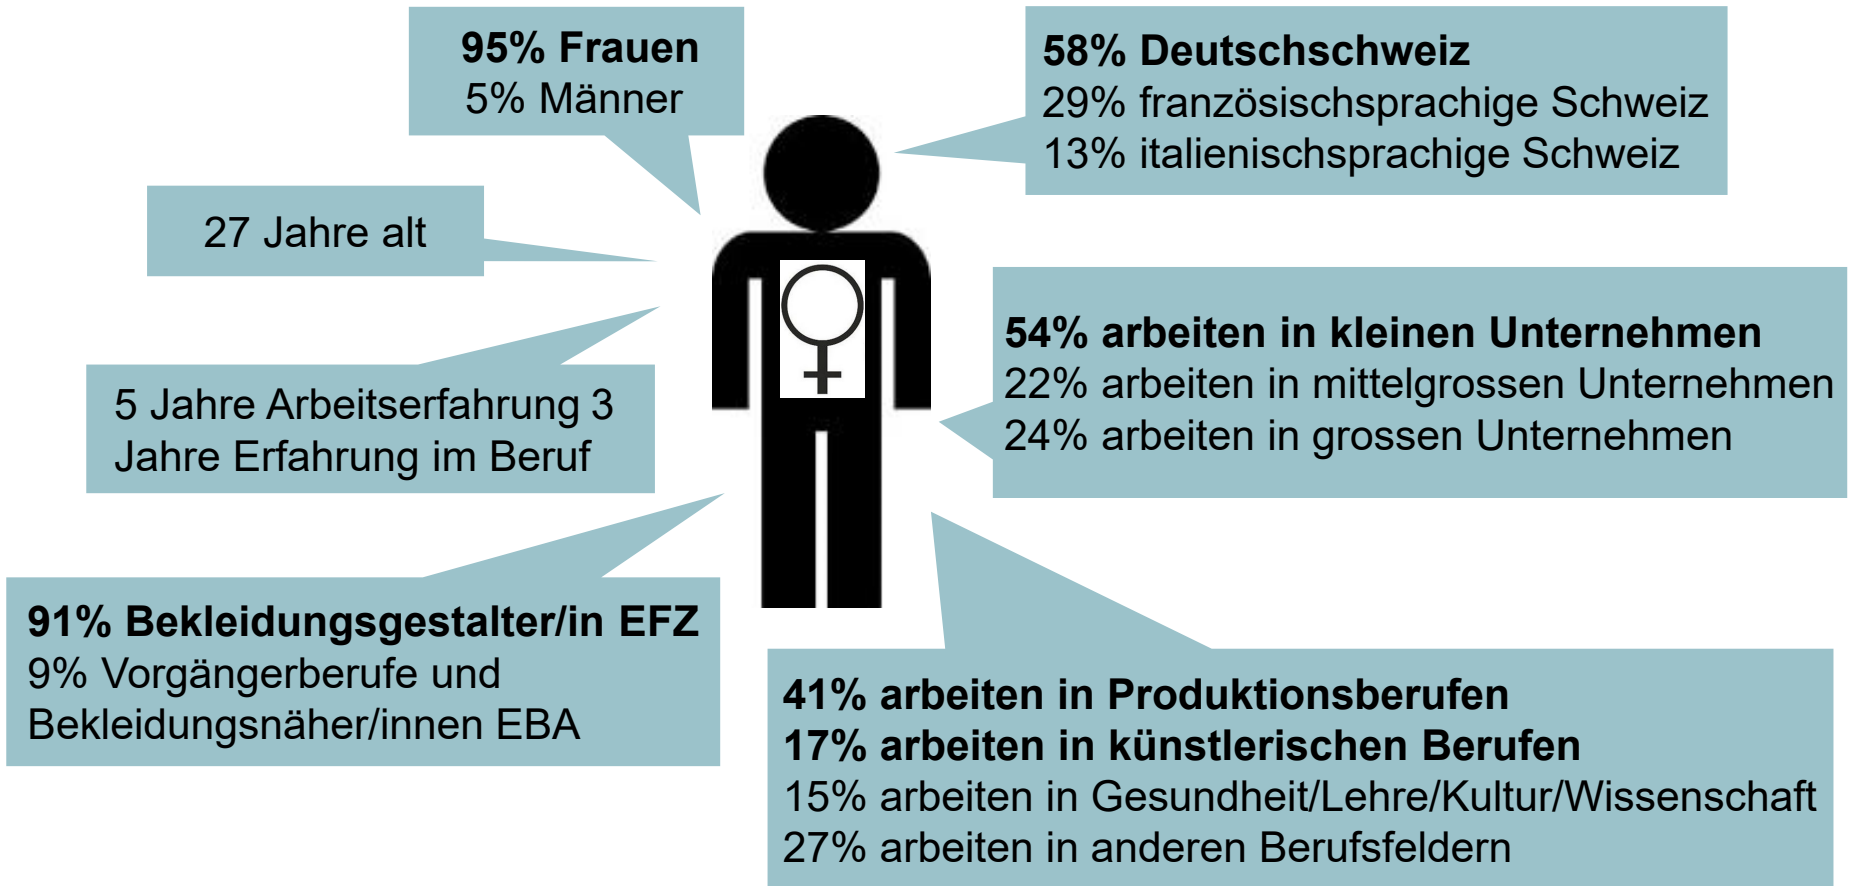 95% Frauen
5% Männer
58% Deutschschweiz
29% französischsprachige Schweiz
13% italienischsprachige Schweiz
27 Jahre alt
54% arbeiten in kleinen Unternehmen
22% arbeiten in mittelgrossen Unternehmen
24% arbeiten in grossen Unternehmen
5 Jahre Arbeitserfahrung 3
Jahre Erfahrung im Beruf
91% Bekleidungsgestalter/in EFZ
9% Vorgängerberufe und
Bekleidungsnäher/innen EBA
41% arbeiten in Produktionsberufen
17% arbeiten in künstlerischen Berufen
15% arbeiten in Gesundheit/Lehre/Kultur/Wissenschaft
27% arbeiten in anderen Berufsfeldern